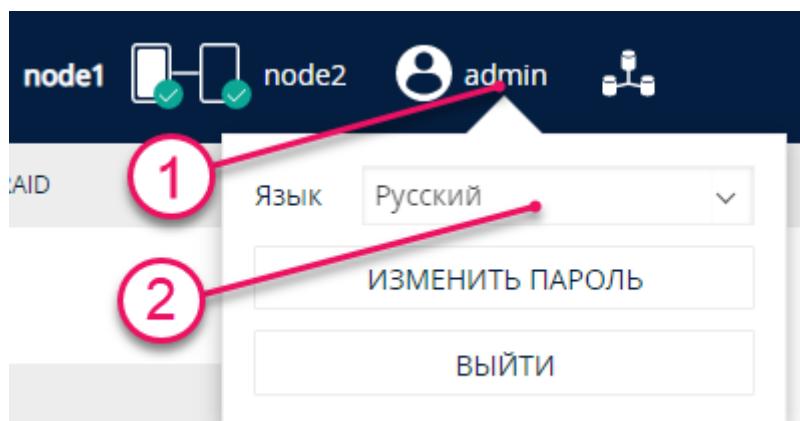 node1 node2 admin
AID
1
Язык Русский
2
ИЗМЕНИТЬ ПАРОЛЬ
ВЫЙТИ